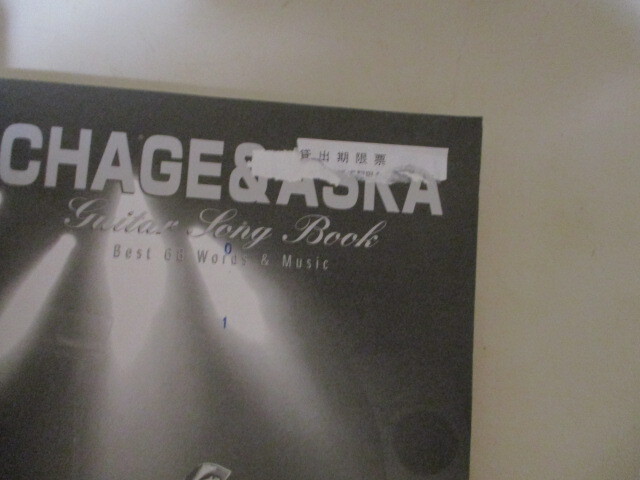 CHAGE&ASKA
貸出期限票
Guitar Song Book
Best 68 Words & Music
0
1